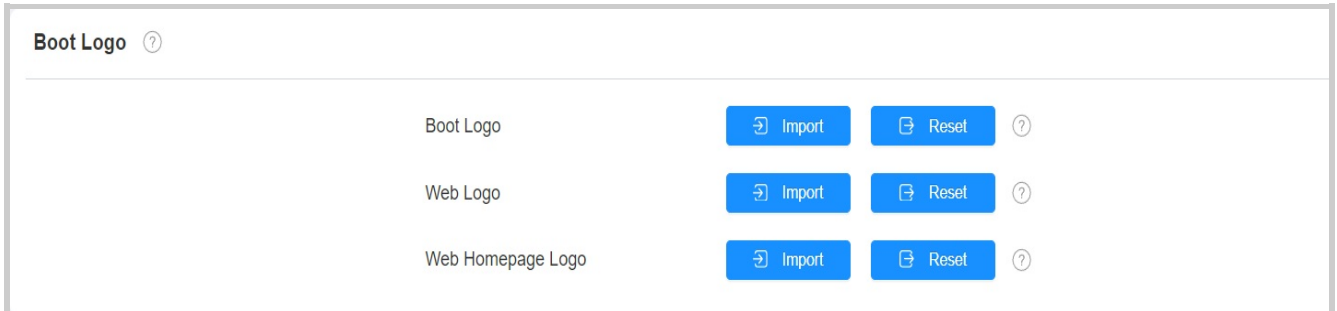 Boot Logo ?
Boot Logo Import Reset ?
Web Logo Import Reset ?
Web Homepage Logo Import Reset ?